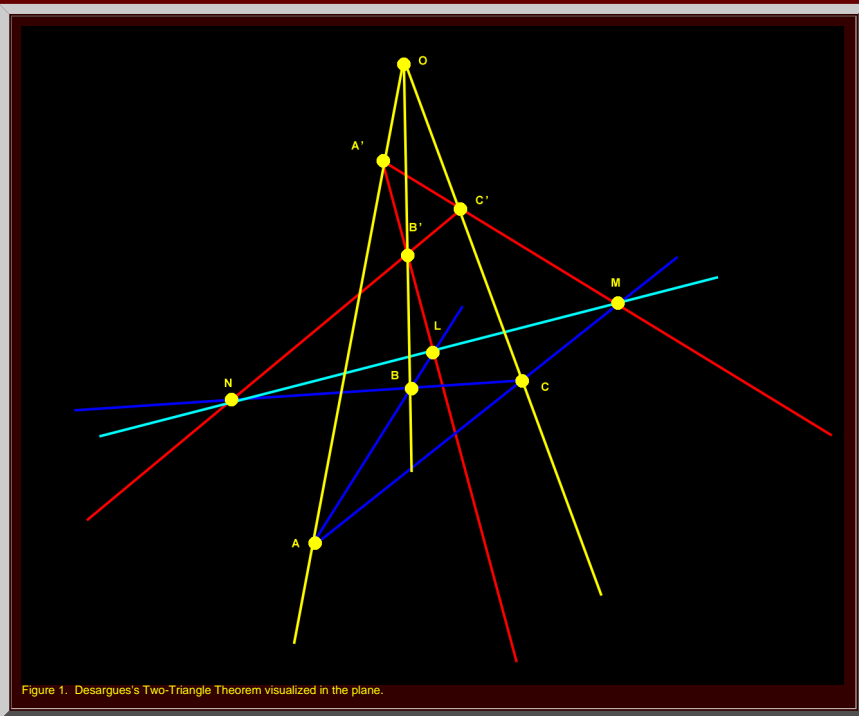 O
A'
C'
B'
M
L
N
B
C
A
Figure 1. Desargues's Two-Triangle Theorem visualized in the plane.